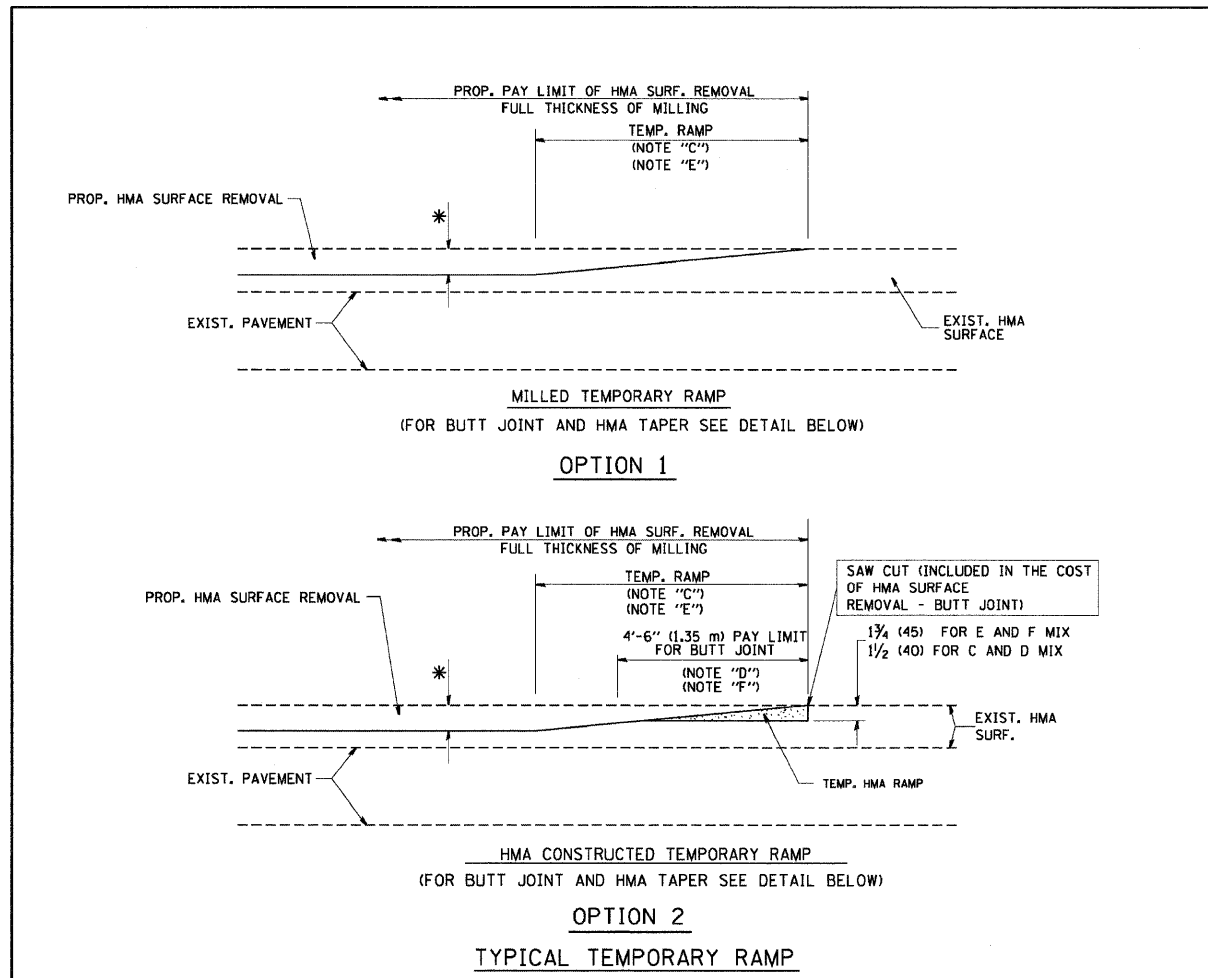 PROP. PAY LIMIT OF HMA SURF. REMOVAL
FULL THICKNESS OF MILLING
TEMP. RAMP
(NOTE "C")
(NOTE "E")
PROP. HMA SURFACE REMOVAL
*
EXIST. PAVEMENT
EXIST. HMA
SURFACE
MILLED TEMPORARY RAMP
(FOR BUTT JOINT AND HMA TAPER SEE DETAIL BELOW)
OPTION 1
PROP. PAY LIMIT OF HMA SURF. REMOVAL
FULL THICKNESS OF MILLING
TEMP. RAMP
(NOTE "C")
(NOTE "E")
4'-6" (1.35 m) PAY LIMIT
FOR BUTT JOINT
(NOTE "D")
(NOTE "F")
SAW CUT (INCLUDED IN THE COST
OF HMA SURFACE
REMOVAL - BUTT JOINT)
1¾ (45) FOR E AND F MIX
1½ (40) FOR C AND D MIX
PROP. HMA SURFACE REMOVAL
*
EXIST. HMA
SURF.
EXIST. PAVEMENT
TEMP. HMA RAMP
HMA CONSTRUCTED TEMPORARY RAMP
(FOR BUTT JOINT AND HMA TAPER SEE DETAIL BELOW)
OPTION 2
TYPICAL TEMPORARY RAMP